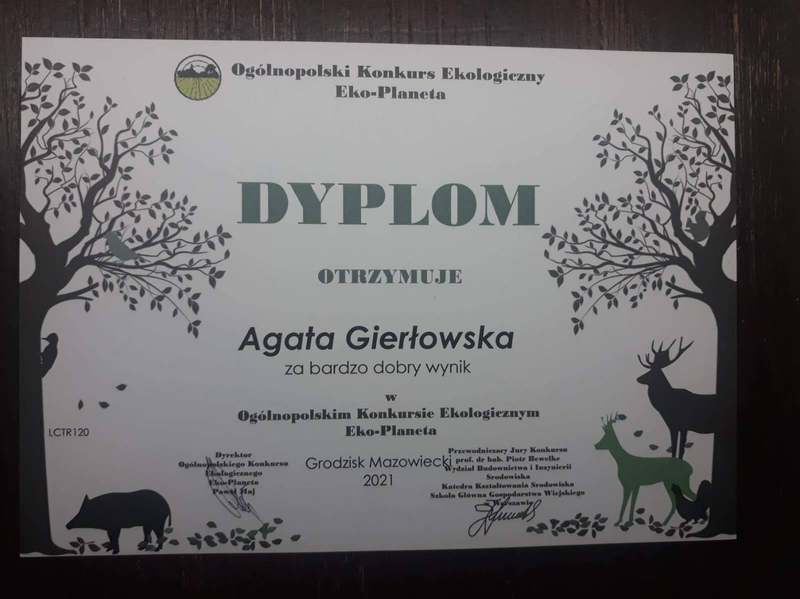 Ogólnopolski Konkurs Ekologiczny
Eko-Planeta
DYPLOM
OTRZYMUJE
Agata Gierłowska
za bardzo dobry wynik
w
Ogólnopolskim Konkursie Ekologicznym
Eko-Planeta
LCTR120
Dyrektor
Ogólnopolskiego Konkursu
Ekologicznego
Eko-Planeta
Paweł Haj
Grodzisk Mazowiecki
2021
Przewodniczący Jury Konkursu
prof. dr hab. Piotr Hewelke
Wydział Budownictwa i Inżynierii
Środowiska
Katedra Kształtowania Środowiska
Szkoła Główna Gospodarstwa Wiejskiego
Warszawie